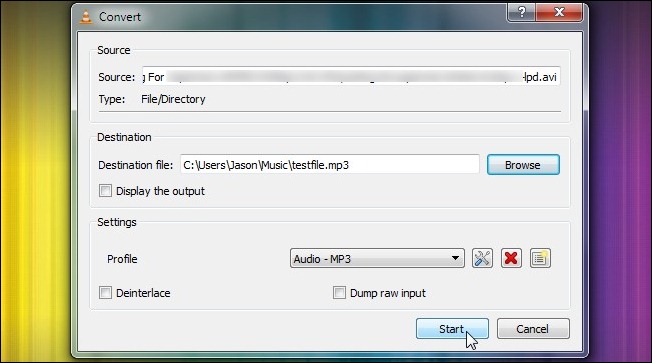 Convert
Source
Source: g For lpd.avi
Type: File/Directory
Destination
Destination file: C:\Users\Jason\Music\testfile.mp3 Browse
Display the output
Settings
Profile Audio - MP3
Deinterlace Dump raw input
Start Cancel